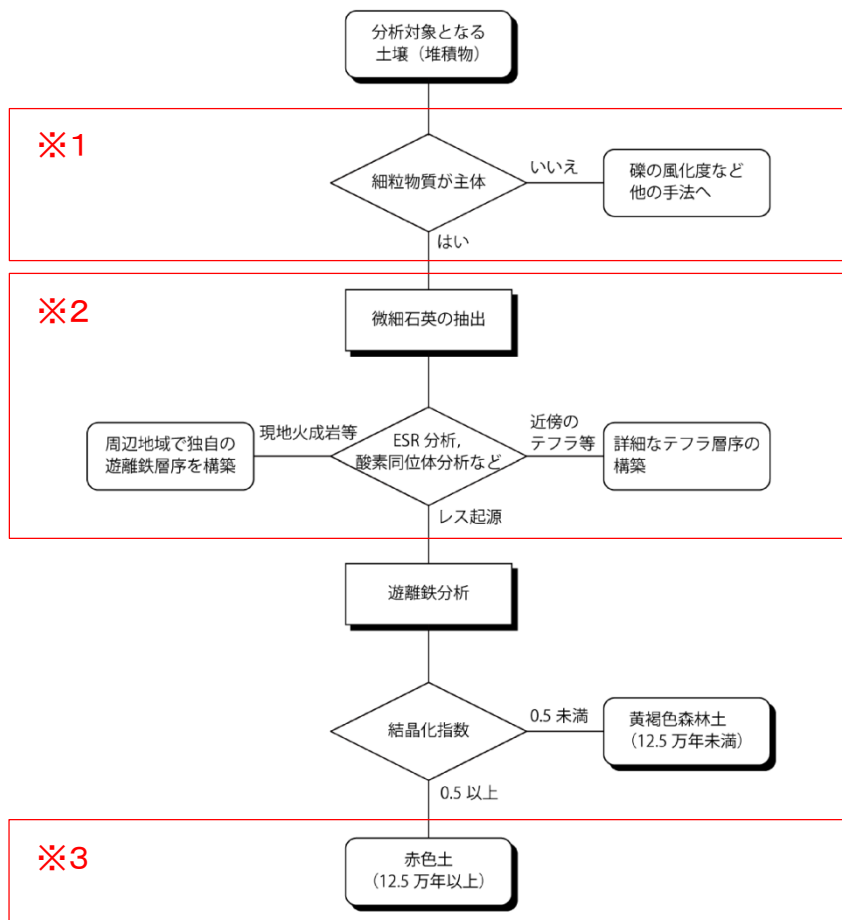 分析対象となる
土壌（堆積物）
※1
細粒物質が主体
いいえ
礫の風化度など
他の手法へ
はい
※2
微細石英の抽出
周辺地域で独自の
遊離鉄層序を構築
現地火成岩等
ESR 分析,
酸素同位体分析など
近傍の
テフラ等
詳細なテフラ層序の
構築
レス起源
遊離鉄分析
結晶化指数
0.5 未満
黄褐色森林土
（12.5 万年未満）
0.5 以上
※3
赤色土
（12.5 万年以上）